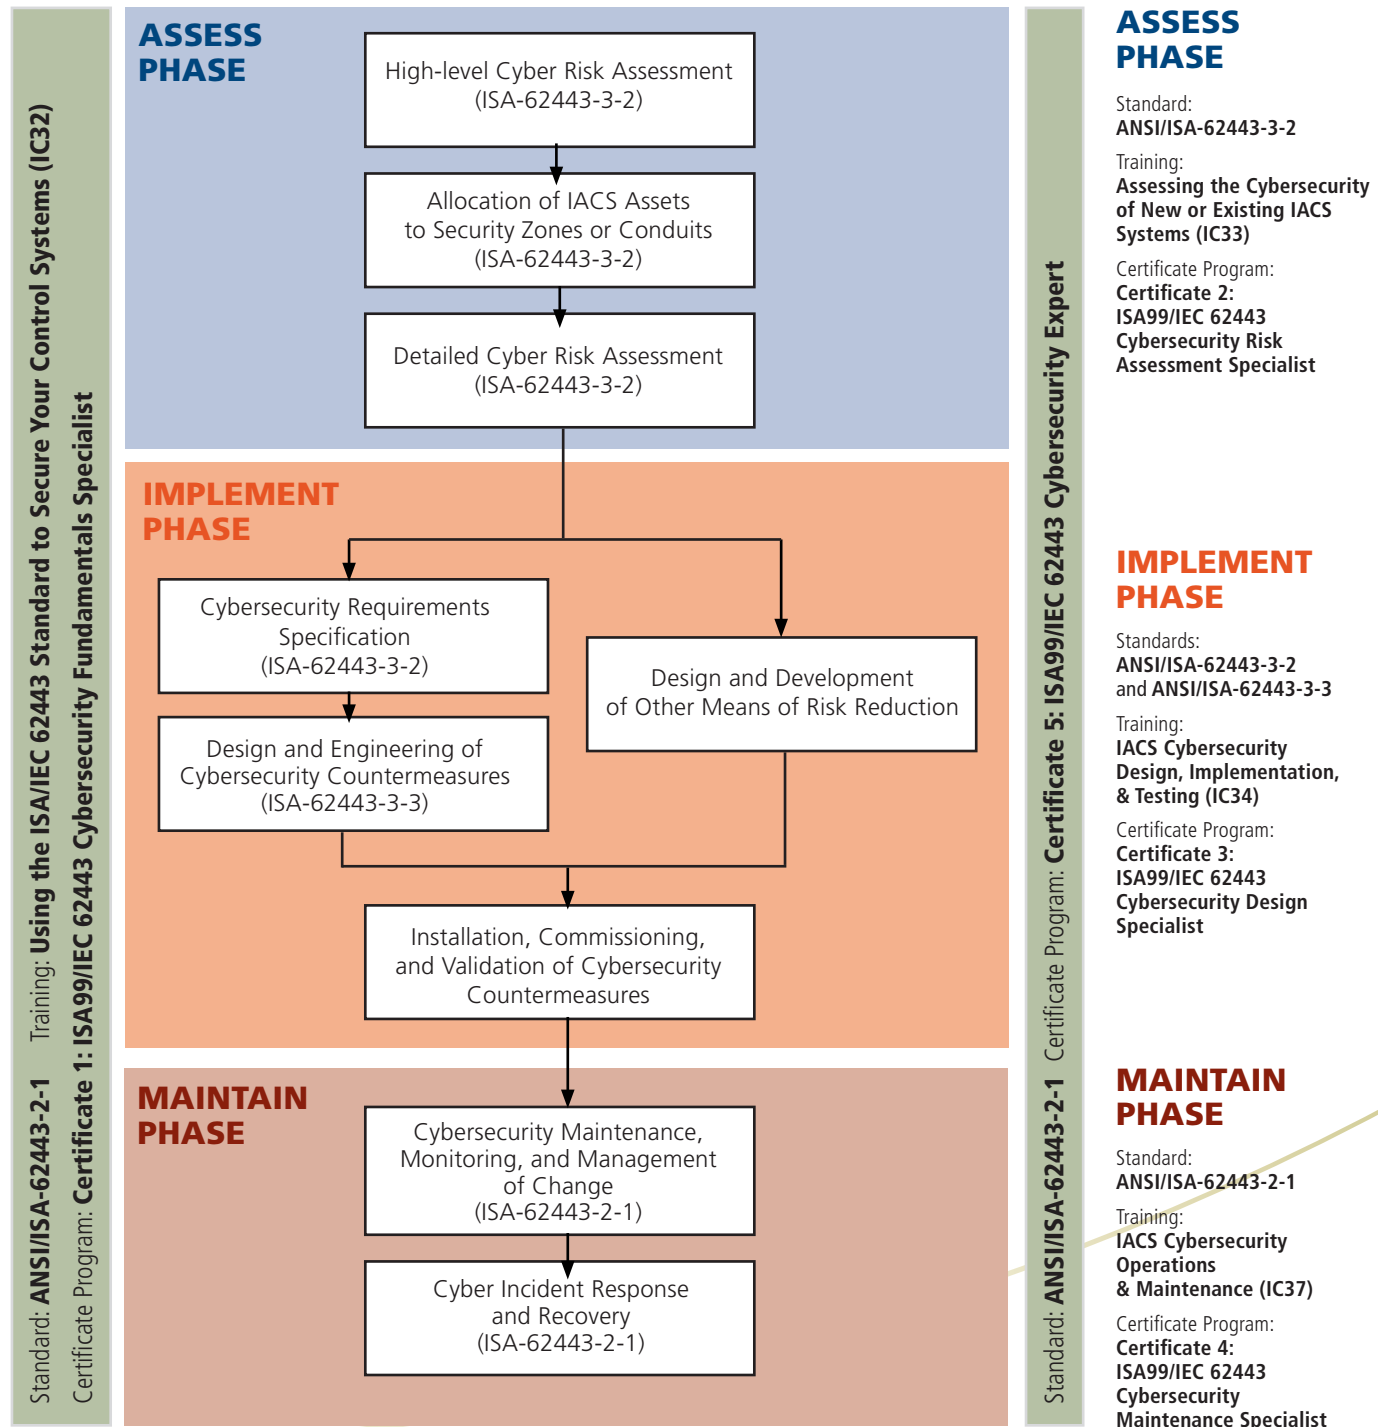 Standard: ANSI/ISA-62443-2-1 Training: Using the ISA/IEC 62443 Standard to Secure Your Control Systems (IC32)
Certificate Program: Certificate 1: ISA99/IEC 62443 Cybersecurity Fundamentals Specialist
ASSESS
PHASE
High-level Cyber Risk Assessment
(ISA-62443-3-2)
Allocation of IACS Assets
to Security Zones or Conduits
(ISA-62443-3-2)
Detailed Cyber Risk Assessment
(ISA-62443-3-2)
IMPLEMENT
PHASE
Cybersecurity Requirements
Specification
(ISA-62443-3-2)
Design and Engineering of
Cybersecurity Countermeasures
(ISA-62443-3-3)
Design and Development
of Other Means of Risk Reduction
Installation, Commissioning,
and Validation of Cybersecurity
Countermeasures
MAINTAIN
PHASE
Cybersecurity Maintenance,
Monitoring, and Management
of Change
(ISA-62443-2-1)
Cyber Incident Response
and Recovery
(ISA-62443-2-1)
Standard: ANSI/ISA-62443-2-1 Certificate Program: Certificate 5: ISA99/IEC 62443 Cybersecurity Expert
ASSESS
PHASE
Standard:
ANSI/ISA-62443-3-2
Training:
Assessing the Cybersecurity
of New or Existing IACS
Systems (IC33)
Certificate Program:
Certificate 2:
ISA99/IEC 62443
Cybersecurity Risk
Assessment Specialist
IMPLEMENT
PHASE
Standards:
ANSI/ISA-62443-3-2
and ANSI/ISA-62443-3-3
Training:
IACS Cybersecurity
Design, Implementation,
& Testing (IC34)
Certificate Program:
Certificate 3:
ISA99/IEC 62443
Cybersecurity Design
Specialist
MAINTAIN
PHASE
Standard:
ANSI/ISA-62443-2-1
Training:
IACS Cybersecurity
Operations
& Maintenance (IC37)
Certificate Program:
Certificate 4:
ISA99/IEC 62443
Cybersecurity
Maintenance Specialist